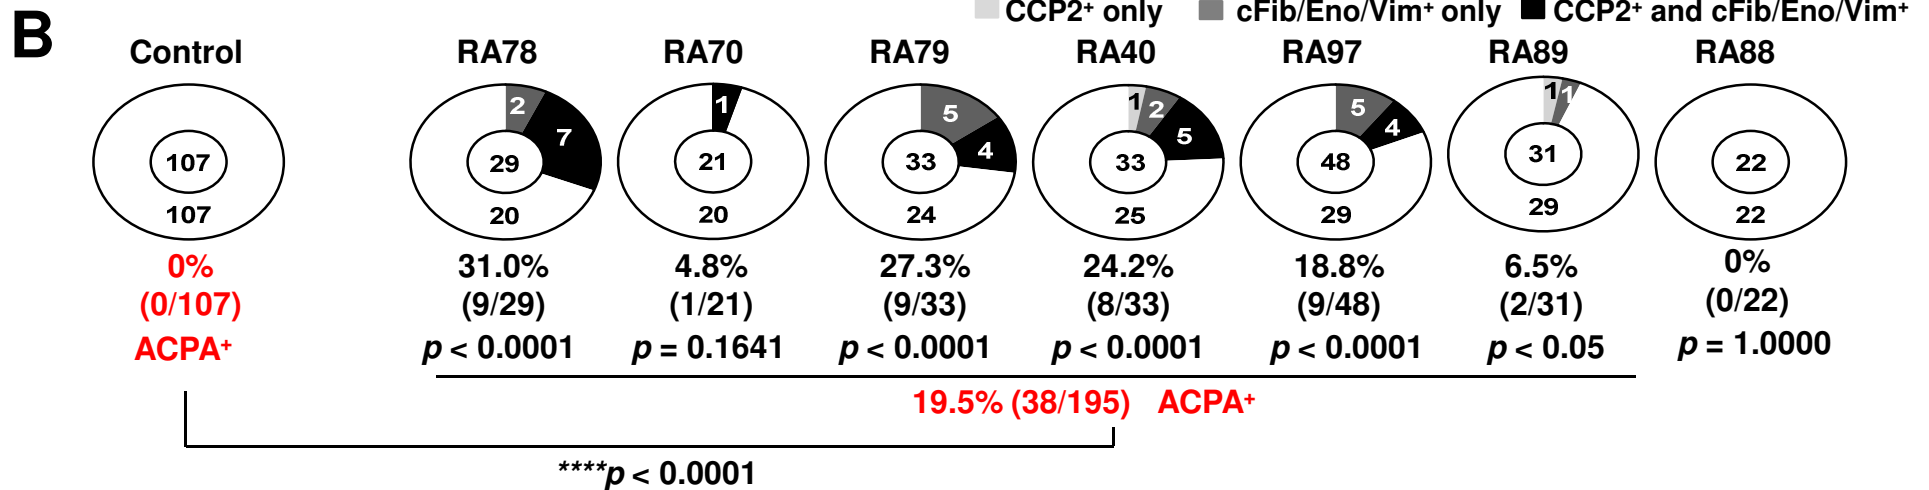 B
CCP2⁺ only cFib/Eno/Vim⁺ only CCP2⁺ and cFib/Eno/Vim⁺
Control RA78 RA70 RA79 RA40 RA97 RA89 RA88
2 7 1 5 4 1 2 5 5 4 1 1
107 29 21 33 33 48 31 22
107 20 20 24 25 29 29 22
0% 31.0% 4.8% 27.3% 24.2% 18.8% 6.5% 0%
(0/107) (9/29) (1/21) (9/33) (8/33) (9/48) (2/31) (0/22)
ACPA⁺ p < 0.0001 p = 0.1641 p < 0.0001 p < 0.0001 p < 0.0001 p < 0.05 p = 1.0000
19.5% (38/195) ACPA⁺
****p < 0.0001